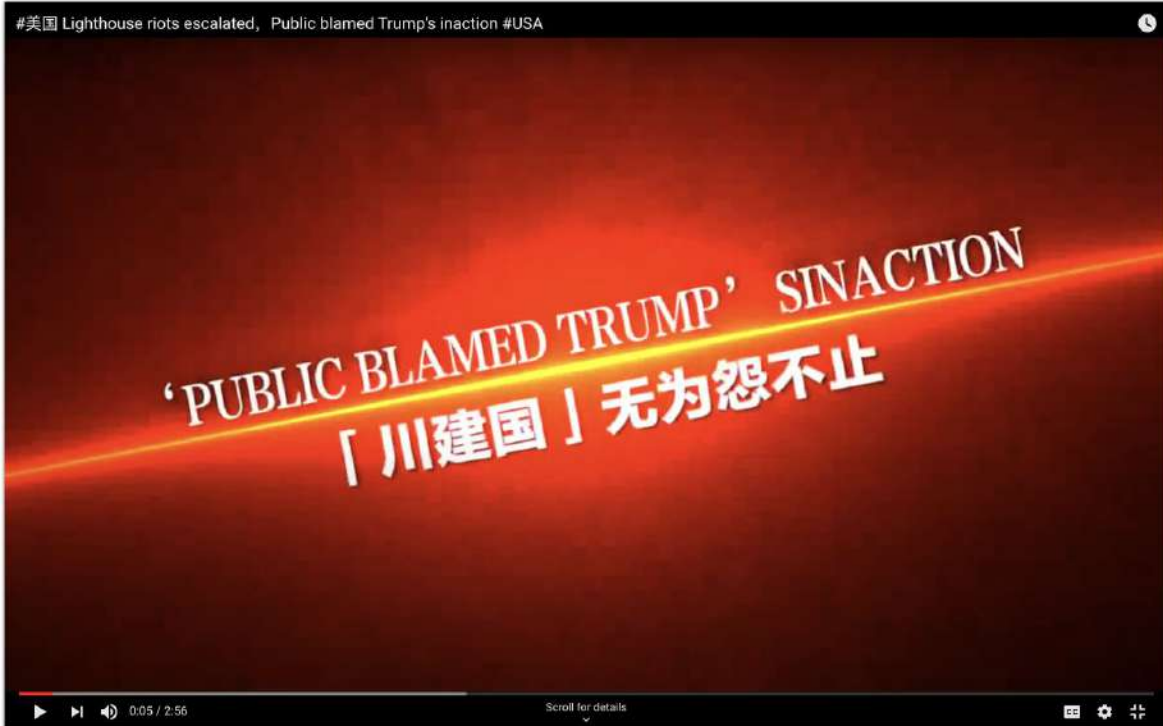 #美国 Lighthouse riots escalated，Public blamed Trump's inaction #USA
‘PUBLIC BLAMED TRUMP’ SINACTION
「川建国」无为怨不止
0:05 / 2:56
Scroll for details
CC